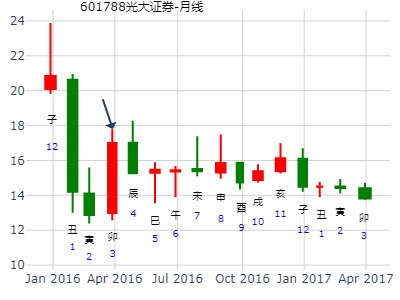 601788光大证券-月线
24
22
20
18
16
14
12
10
子
12
丑
1
寅
2
卯
3
辰
4
巳
5
午
6
未
7
申
8
酉
9
戌
10
亥
11
子
12
丑
1
寅
2
卯
3
Jan 2016
Apr 2016
Jul 2016
Oct 2016
Jan 2017
Apr 2017